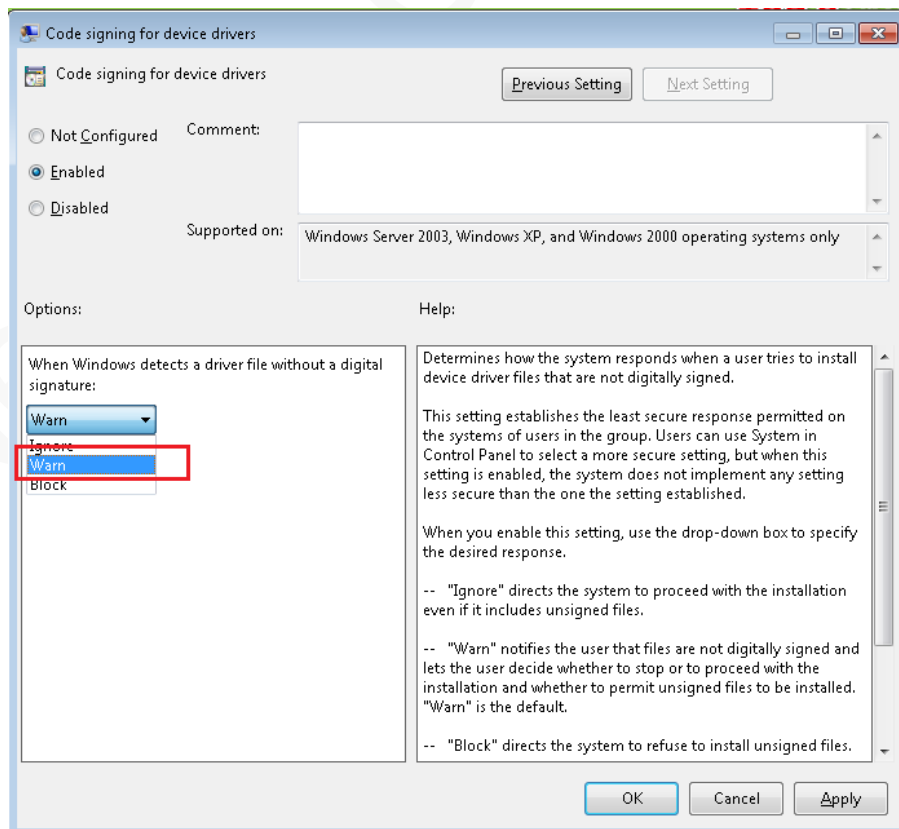 Code signing for device drivers
Code signing for device drivers
Previous Setting
Next Setting
Not Configured
Comment:
Enabled
Disabled
Supported on:
Windows Server 2003, Windows XP, and Windows 2000 operating systems only
Options:
Help:
When Windows detects a driver file without a digital
signature:
Warn
Ignore
Warn
Block
Determines how the system responds when a user tries to install
device driver files that are not digitally signed.
This setting establishes the least secure response permitted on
the systems of users in the group. Users can use System in
Control Panel to select a more secure setting, but when this
setting is enabled, the system does not implement any setting
less secure than the one the setting established.
When you enable this setting, use the drop-down box to specify
the desired response.
-- "Ignore" directs the system to proceed with the installation
even if it includes unsigned files.
-- "Warn" notifies the user that files are not digitally signed and
lets the user decide whether to stop or to proceed with the
installation and whether to permit unsigned files to be installed.
"Warn" is the default.
-- "Block" directs the system to refuse to install unsigned files.
OK
Cancel
Apply